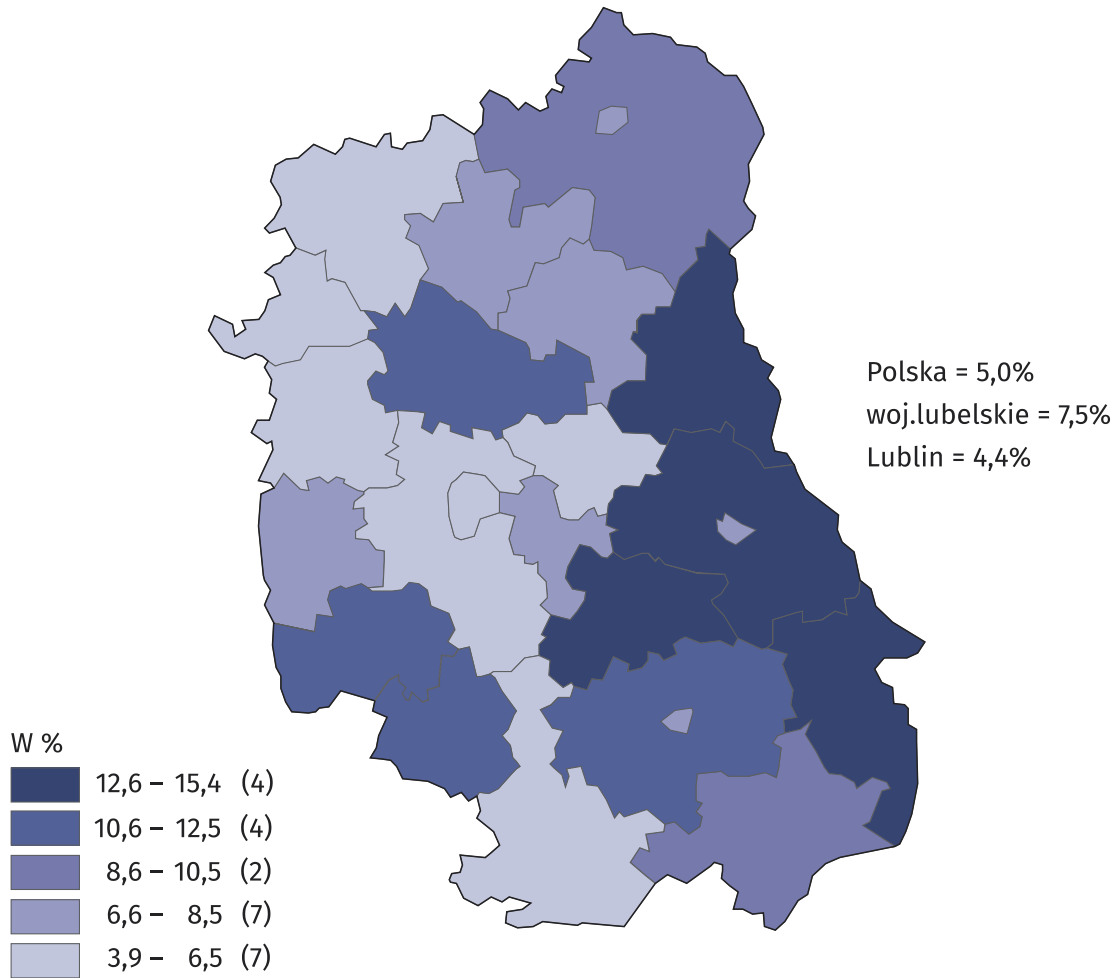 Polska = 5,0%
woj.lubelskie = 7,5%
Lublin = 4,4%
W %
12,6 – 15,4 (4)
10,6 – 12,5 (4)
8,6 – 10,5 (2)
6,6 – 8,5 (7)
3,9 – 6,5 (7)